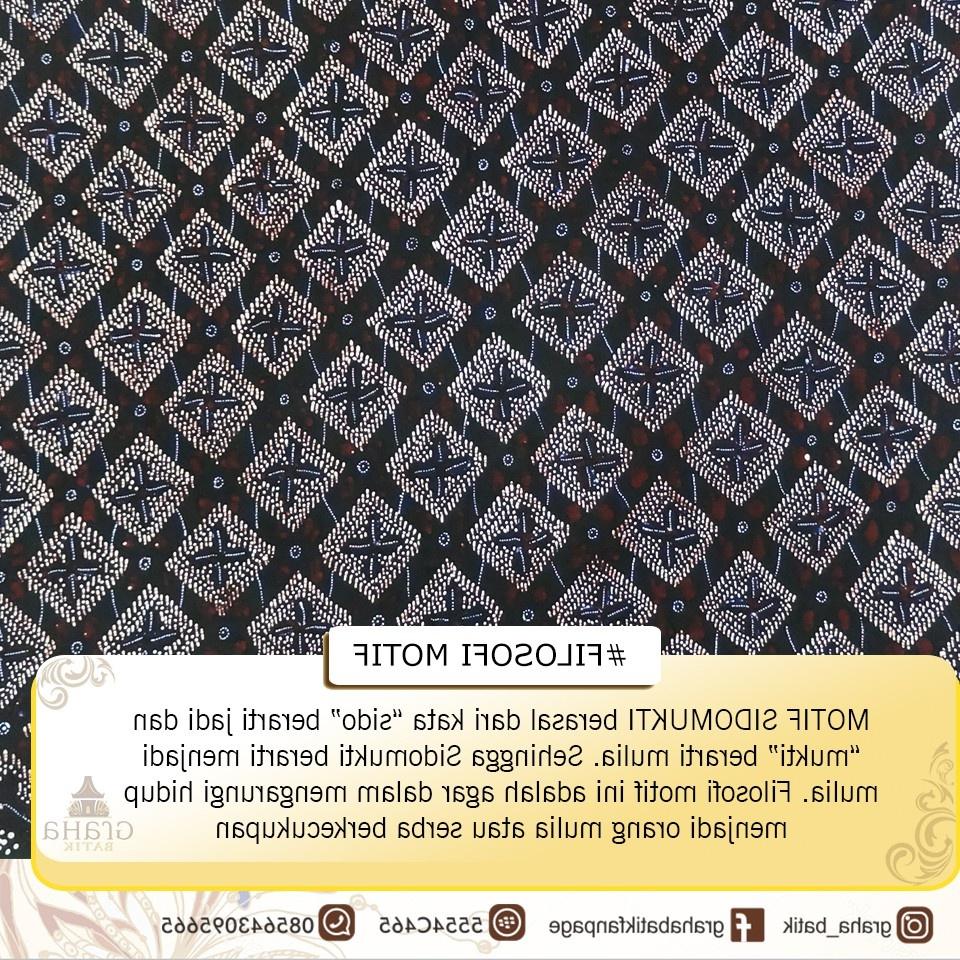 #FILOSOFI MOTIF
MOTIF SIDOMUKTI berasal dari kata “sido” berarti jadi dan
“mukti” berarti mulia. Sehingga Sidomukti berarti menjadi
mulia. Filosofi motif ini adalah agar dalam mengarungi hidup
menjadi orang mulia atau serba berkecukupan
GraHa
BATIK
graha_batik grahabatikfanpage 5554C465 085643095665